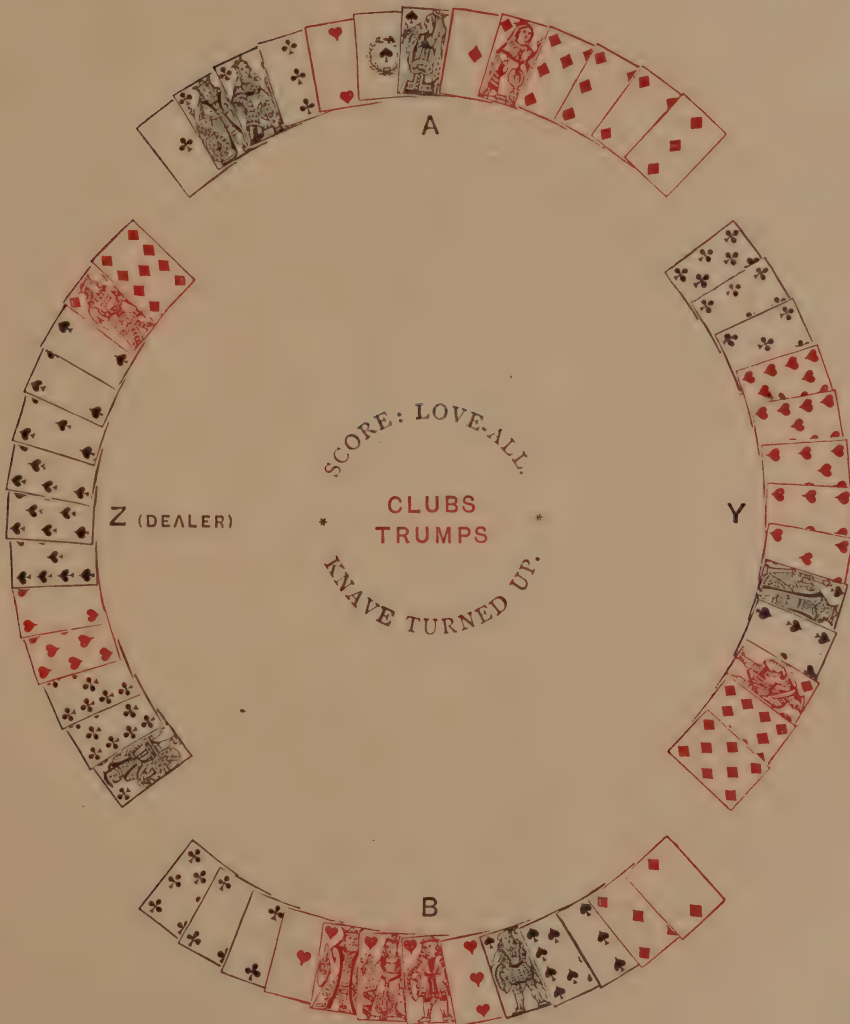 A
SCORE: LOVE-ALL.
Z (DEALER)
* CLUBS *
TRUMPS
Y
KNAVE TURNED UP.
B